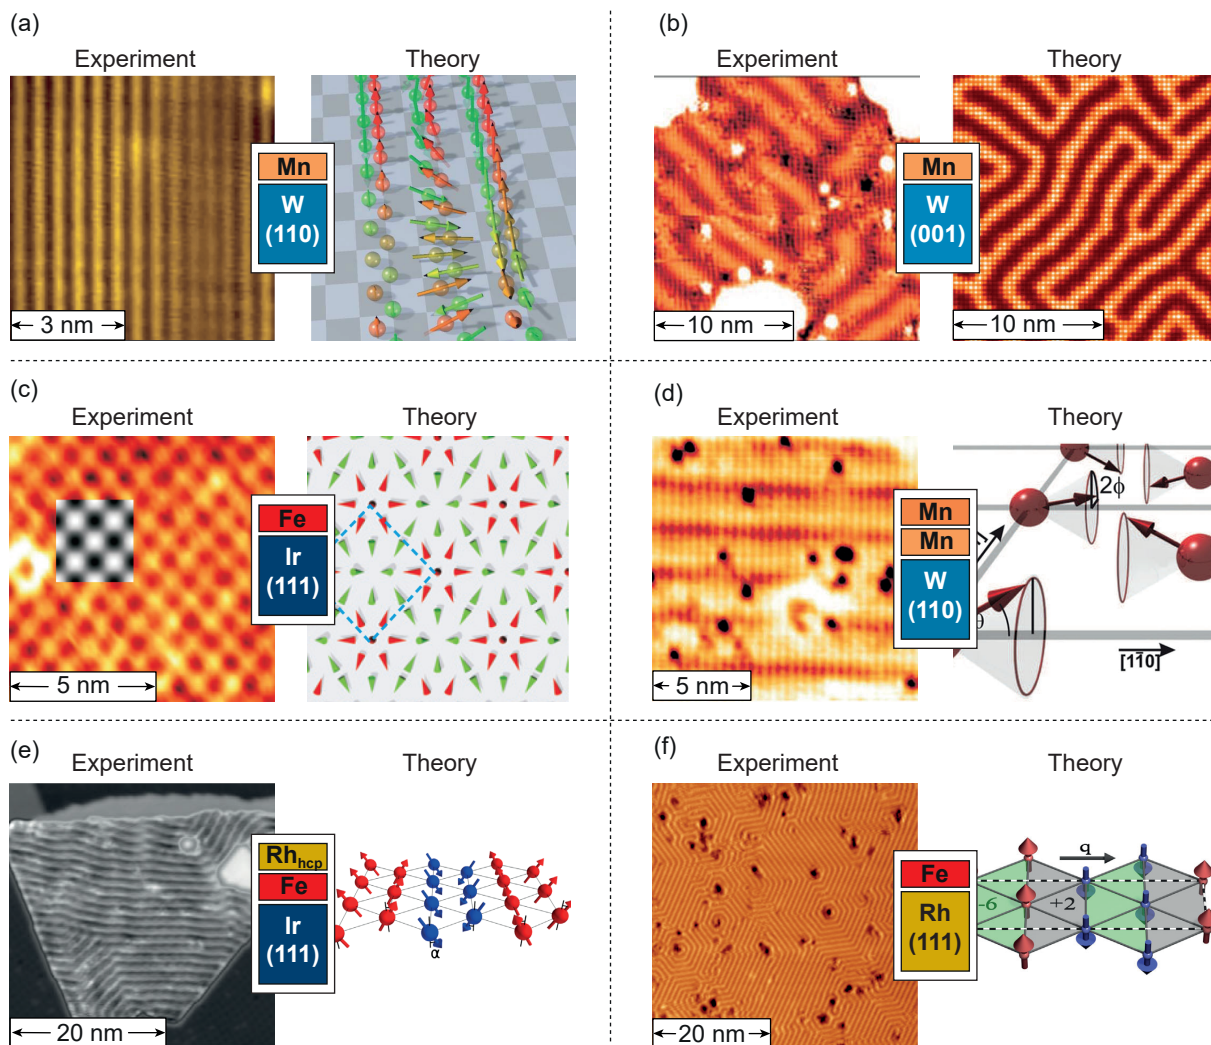 (a)
Experiment
Theory
Mn
W
(110)
3 nm
(b)
Experiment
Theory
Mn
W
(001)
10 nm
10 nm
(c)
Experiment
Theory
Fe
Ir
(111)
5 nm
(d)
Experiment
Theory
Mn
Mn
W
(110)
5 nm
2ϕ
[11̄0]
(e)
Experiment
Theory
Rh_hcp
Fe
Ir
(111)
20 nm
α
(f)
Experiment
Theory
Fe
Rh
(111)
20 nm
q
-6
+2